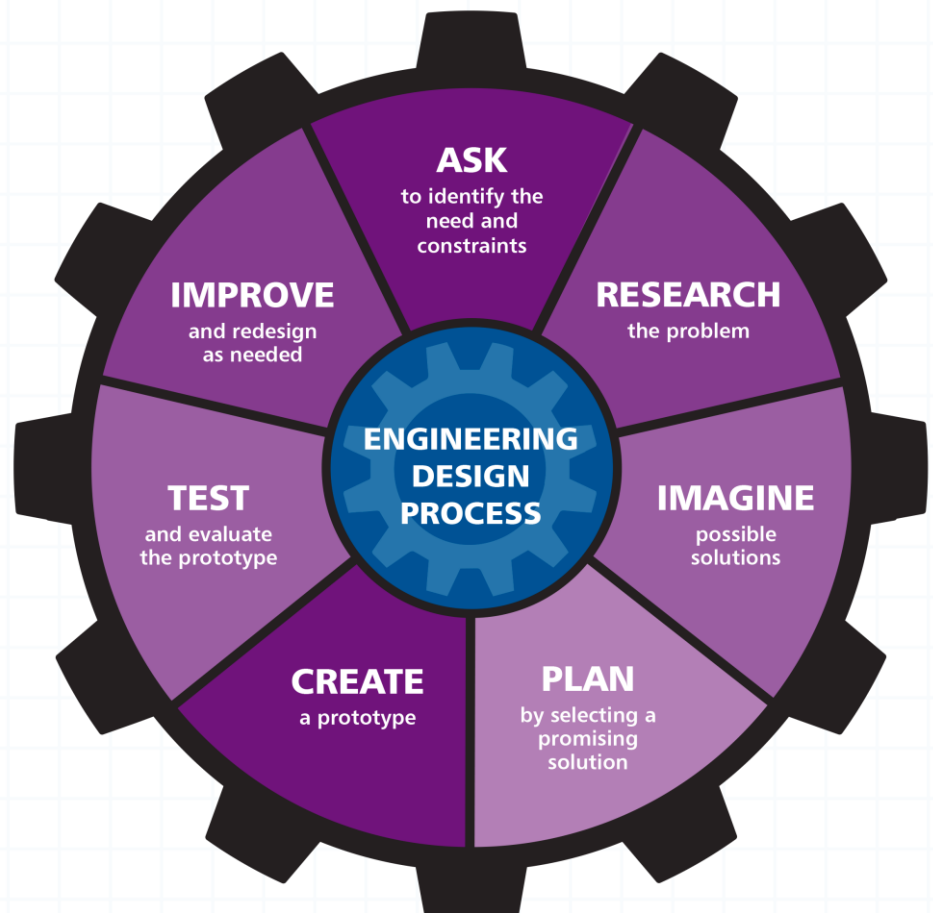 ENGINEERING
DESIGN
PROCESS
ASK
to identify the
need and
constraints
RESEARCH
the problem
IMAGINE
possible
solutions
PLAN
by selecting a
promising
solution
CREATE
a prototype
TEST
and evaluate
the prototype
IMPROVE
and redesign
as needed